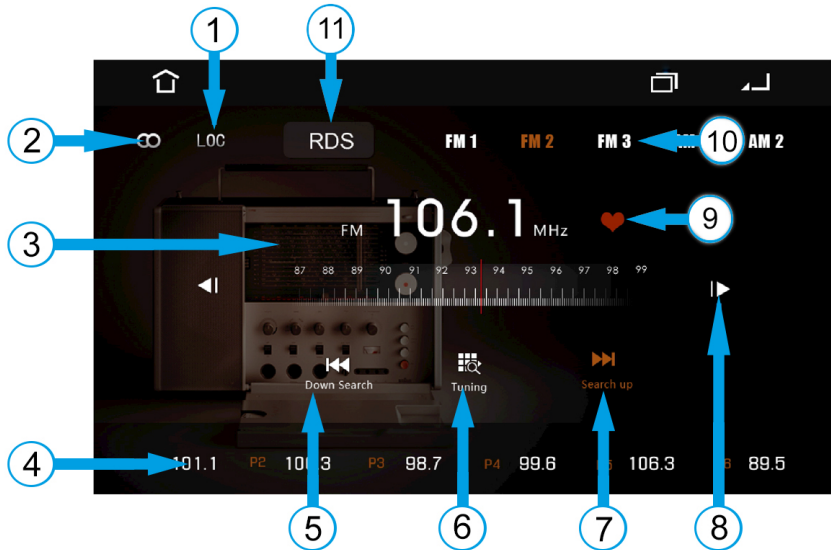 1 11
2 LOC RDS FM 1 FM 2 FM 3 10 AM 2
FM 106.1 MHz 9
3
87 88 89 90 91 92 93 94 95 96 97 98 99
Down Search Tuning Search up
4 101.1 P2 100.3 P3 98.7 P4 99.6 106.3 89.5
5 6 7 8